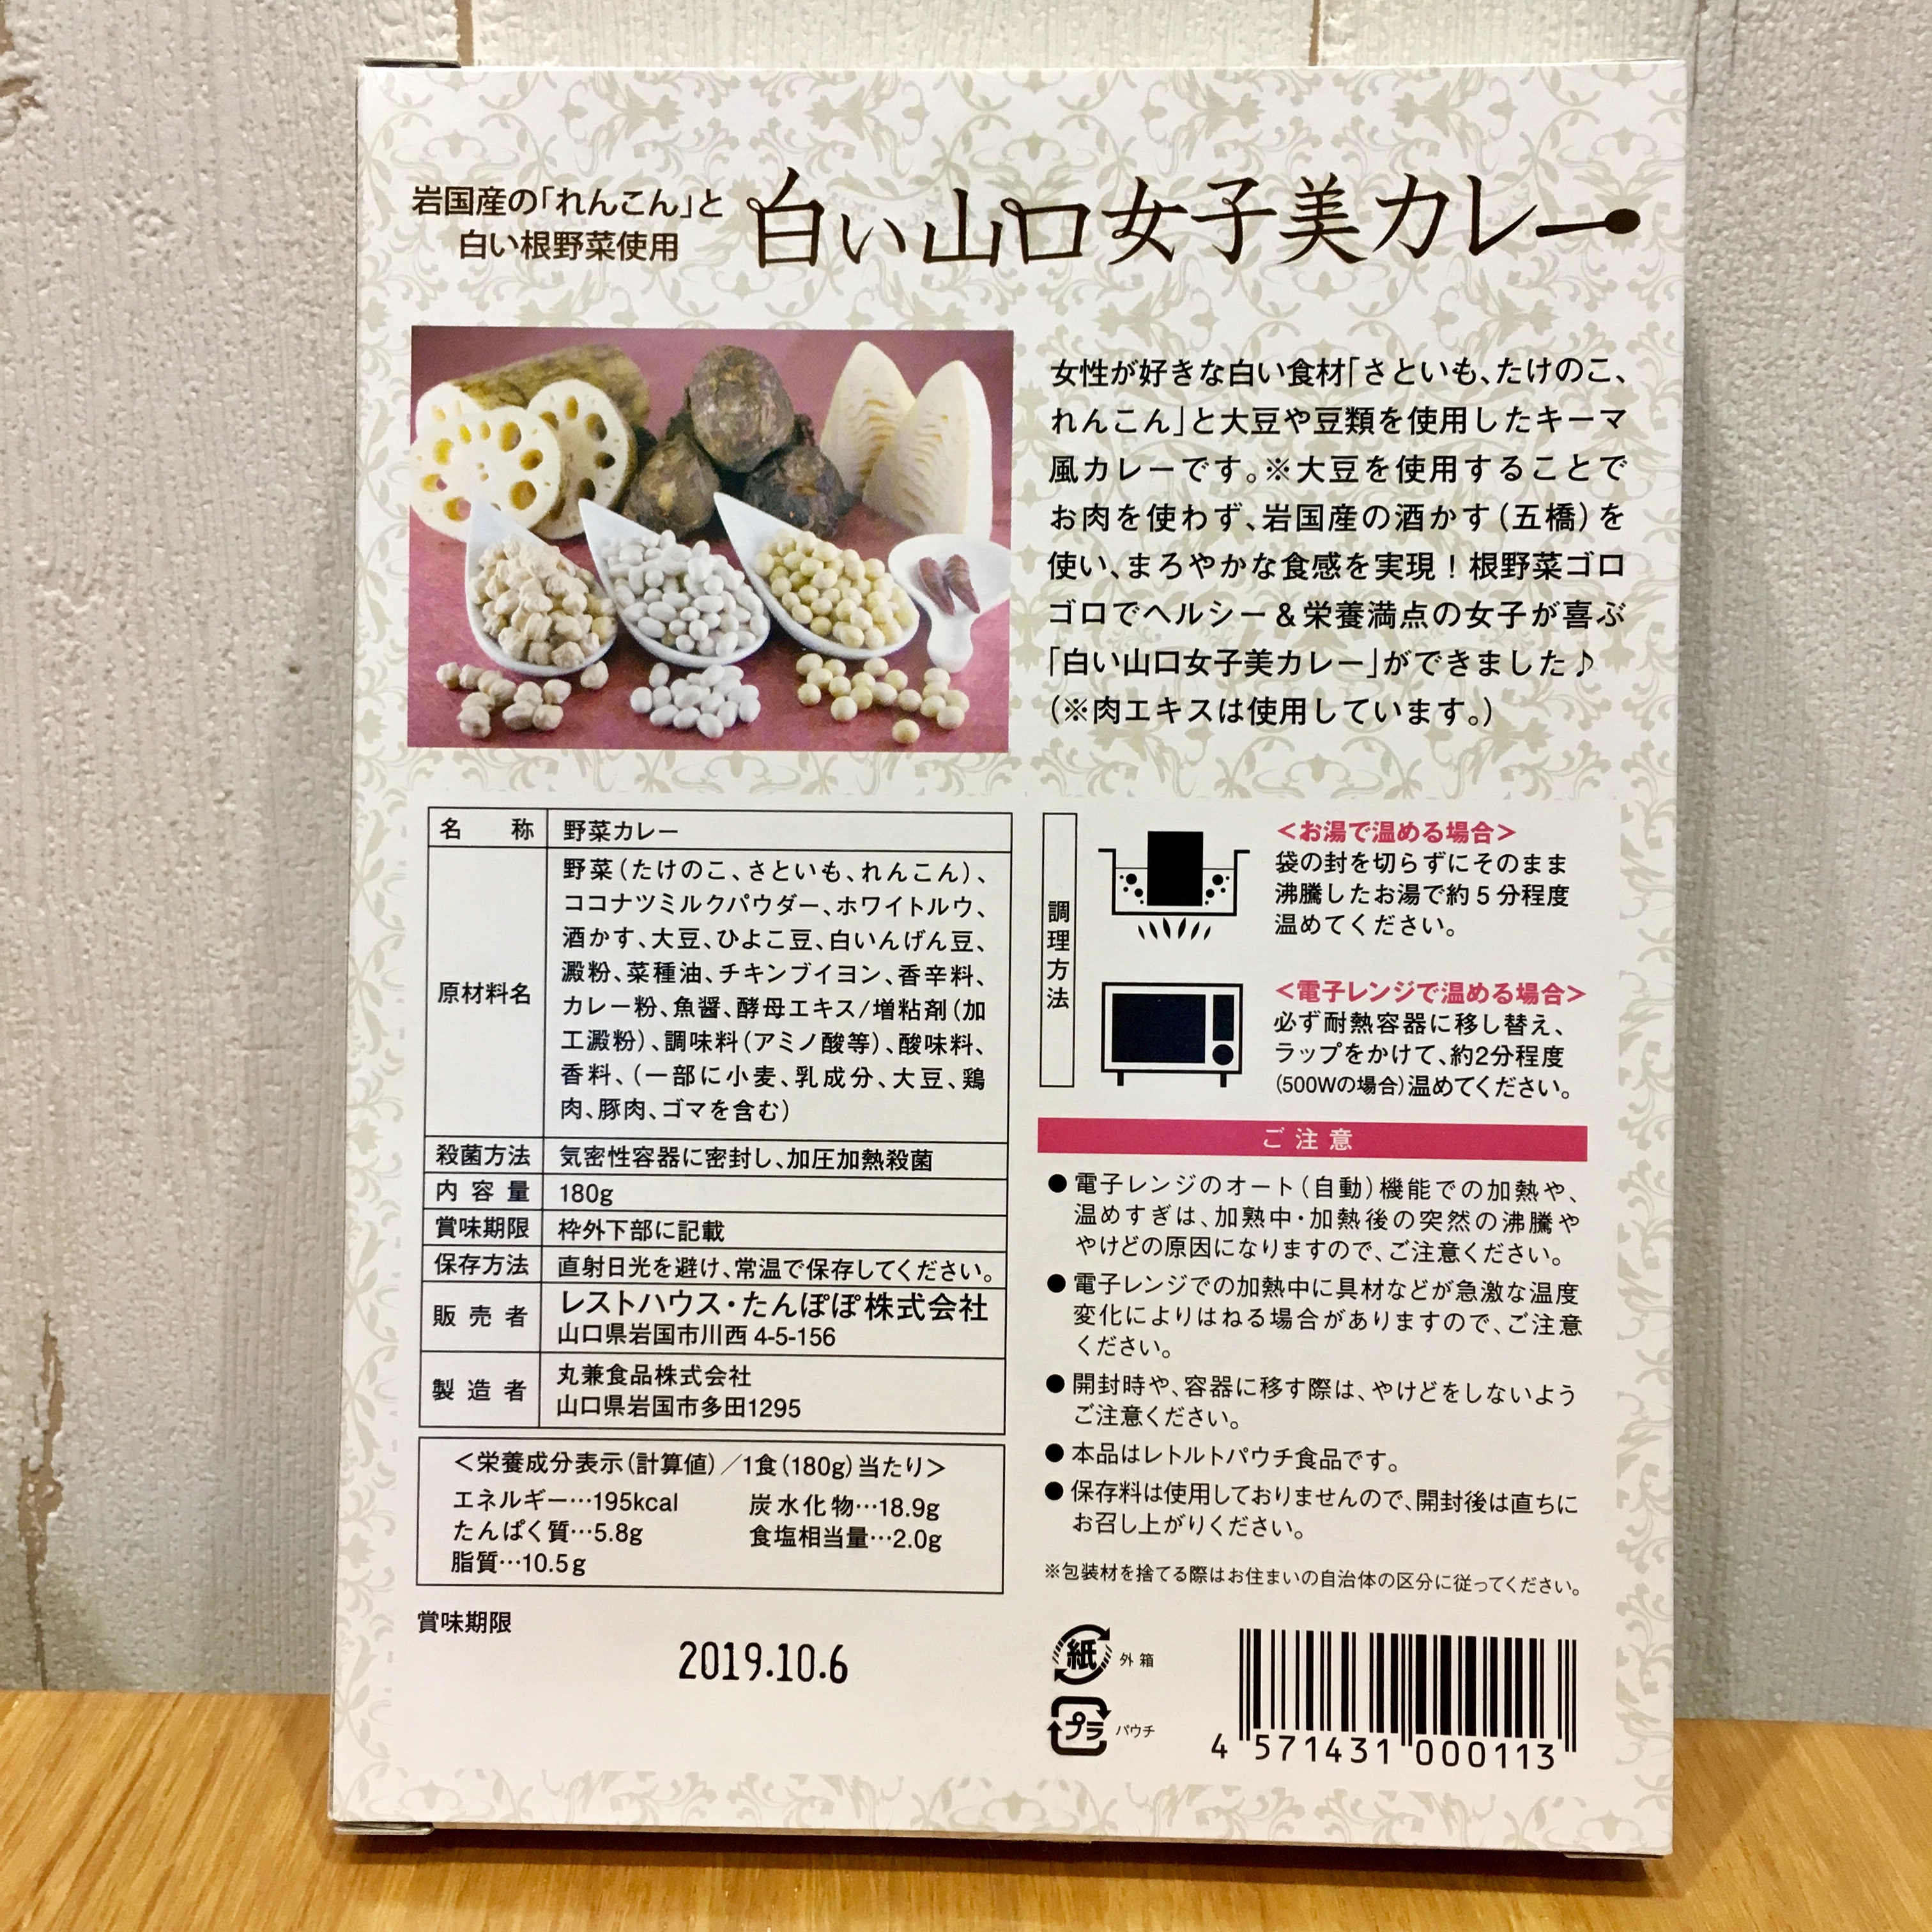 岩国産の「れんこん」と
白い根野菜使用
白い山口女子美カレー
女性が好きな白い食材「さといも、たけのこ、
れんこん」と大豆や豆類を使用したキーマ
風カレーです。※大豆を使用することで
お肉を使わず、岩国産の酒かす(五橋)を
使い、まろやかな食感を実現！根野菜ゴロ
ゴロでヘルシー＆栄養満点の女子が喜ぶ
「白い山口女子美カレー」ができました♪
(※肉エキスは使用しています。)
名称 野菜カレー
原材料名
野菜(たけのこ、さといも、れんこん)、
ココナツミルクパウダー、ホワイトルウ、
酒かす、大豆、ひよこ豆、白いんげん豆、
澱粉、菜種油、チキンブイヨン、香辛料、
カレー粉、魚醬、酵母エキス/増粘剤(加
工澱粉)、調味料(アミノ酸等)、酸味料、
香料、(一部に小麦、乳成分、大豆、鶏
肉、豚肉、ゴマを含む)
殺菌方法 気密性容器に密封し、加圧加熱殺菌
内容量 180g
賞味期限 枠外下部に記載
保存方法 直射日光を避け、常温で保存してください。
販売者
レストハウス・たんぽぽ株式会社
山口県岩国市川西 4-5-156
製造者
丸兼食品株式会社
山口県岩国市多田1295
＜栄養成分表示(計算値)／1食(180g)当たり＞
エネルギー…195kcal 炭水化物…18.9g
たんぱく質…5.8g 食塩相当量…2.0g
脂質…10.5g
賞味期限
2019.10.6
調理方法
＜お湯で温める場合＞
袋の封を切らずにそのまま
沸騰したお湯で約5分程度
温めてください。
＜電子レンジで温める場合＞
必ず耐熱容器に移し替え、
ラップをかけて、約2分程度
(500Wの場合)温めてください。
ご注意
●電子レンジのオート(自動)機能での加熱や、
温めすぎは、加熱中・加熱後の突然の沸騰や
やけどの原因になりますので、ご注意ください。
●電子レンジでの加熱中に具材などが急激な温度
変化によりはねる場合がありますので、ご注意
ください。
●開封時や、容器に移す際は、やけどをしないよう
ご注意ください。
●本品はレトルトパウチ食品です。
●保存料は使用しておりませんので、開封後は直ちに
お召し上がりください。
※包装材を捨てる際はお住まいの自治体の区分に従ってください。
紙 外箱
プラ パウチ
4 571431 000113